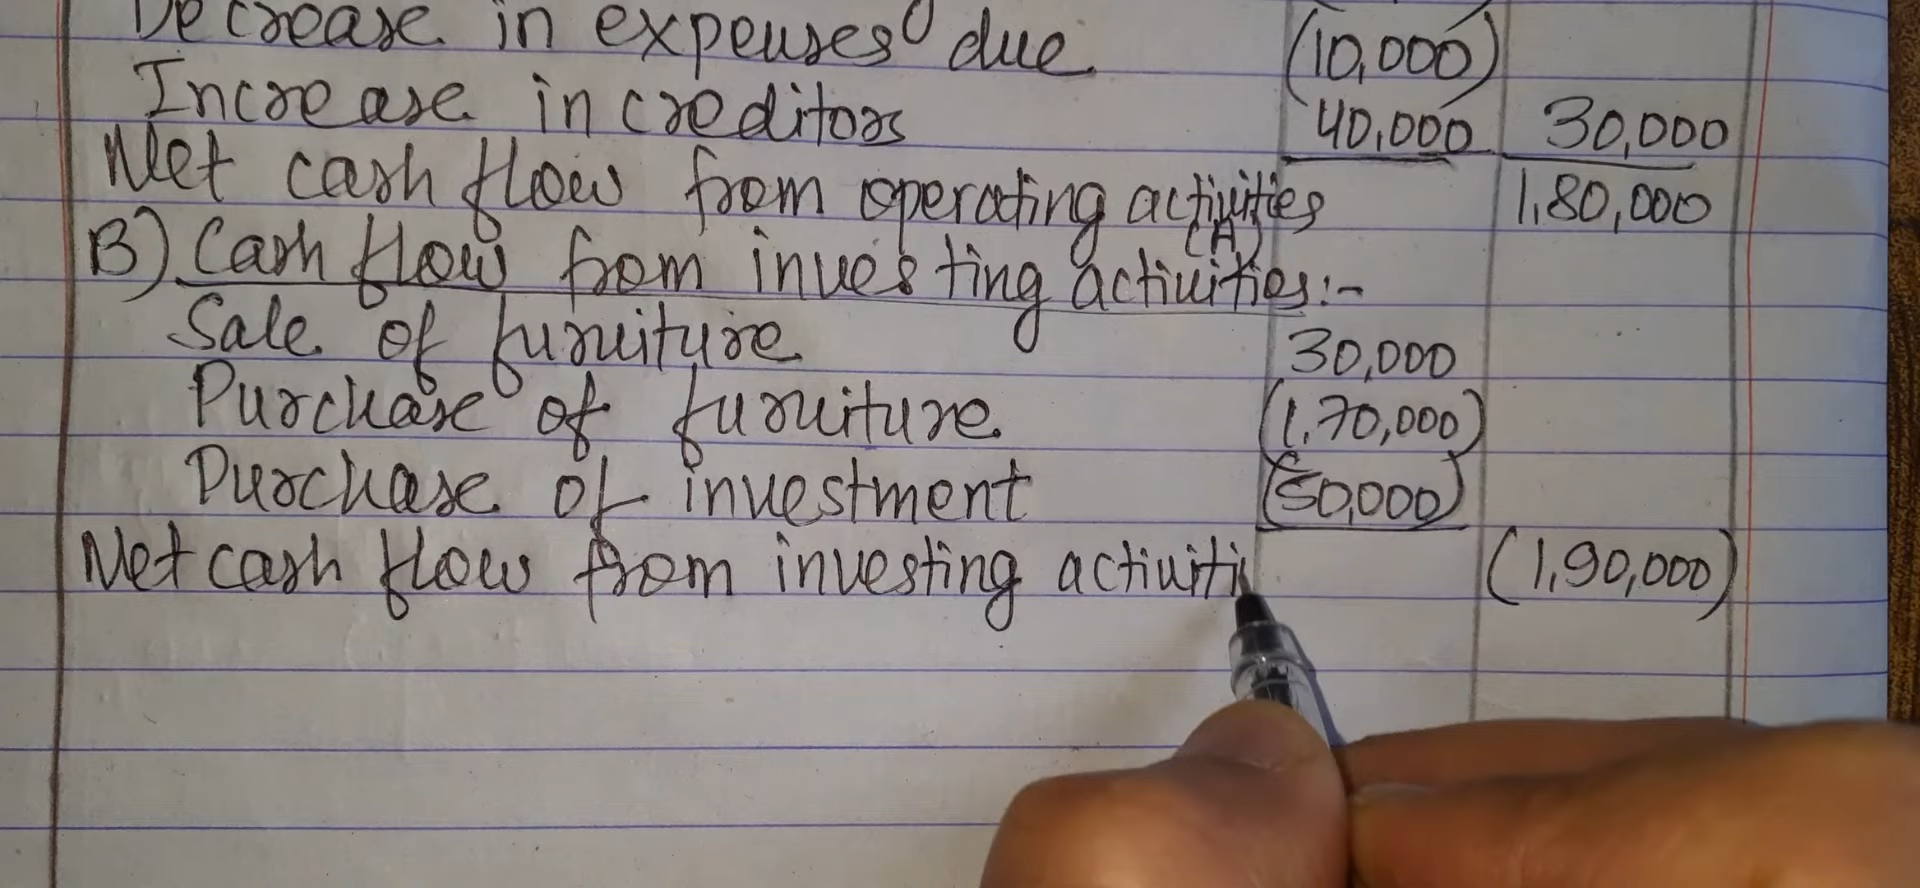 Decrease in expenses due (10,000)
Increase in creditors 40,000 30,000
Net cash flow from operating activities 1,80,000
(A)
B) Cash flow from investing activities:-
Sale of furniture 30,000
Purchase of furniture (1,70,000)
Purchase of investment (50,000)
Net cash flow from investing activiti (1,90,000)